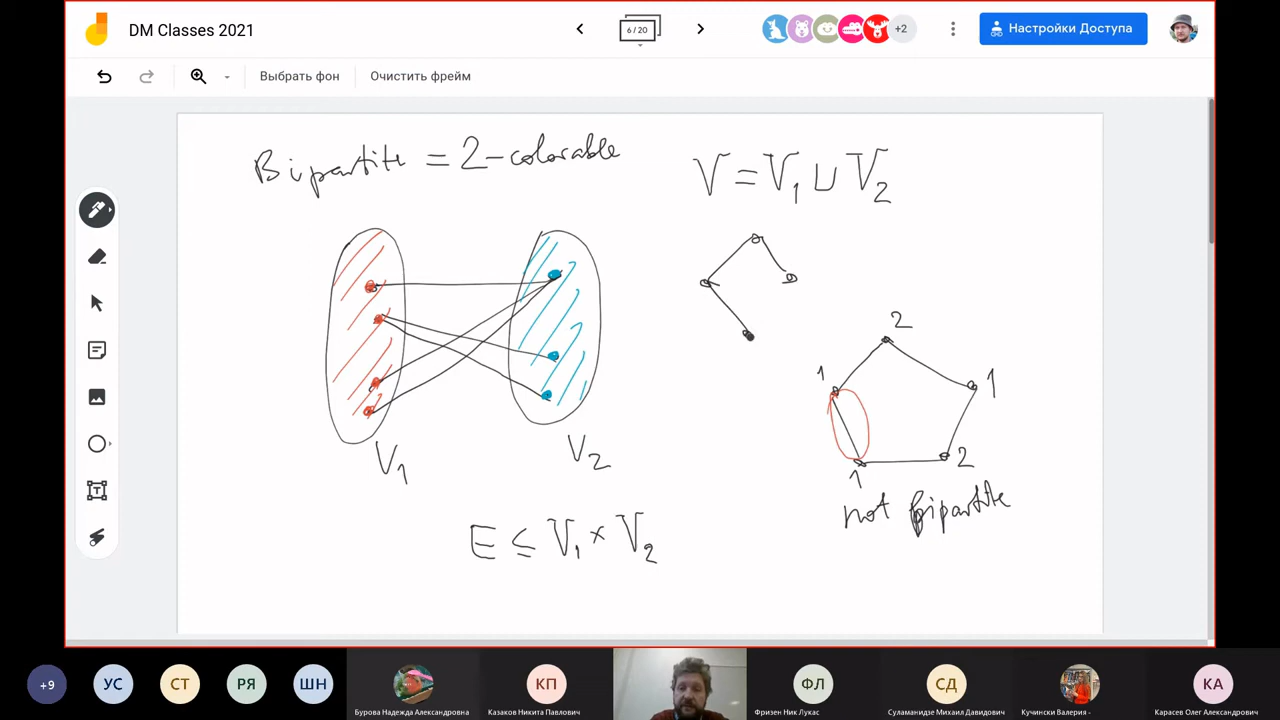 DM Classes 2021
6 / 20
+2
Настройки Доступа
Выбрать фон
Очистить фрейм
Bipartite = 2-colorable
V = V₁ ⊔ V₂
2
1
1
2
1
V₁
V₂
not bipartite
E ⊆ V₁ × V₂
+9
УС
СТ
РЯ
ШН
Бурова Надежда Александровна
КП
Казаков Никита Павлович
ФЛ
Фризен Ник Лукас
СД
Суламанидзе Михаил Давидович
Кучински Валерия -
КА
Карасев Олег Александрович